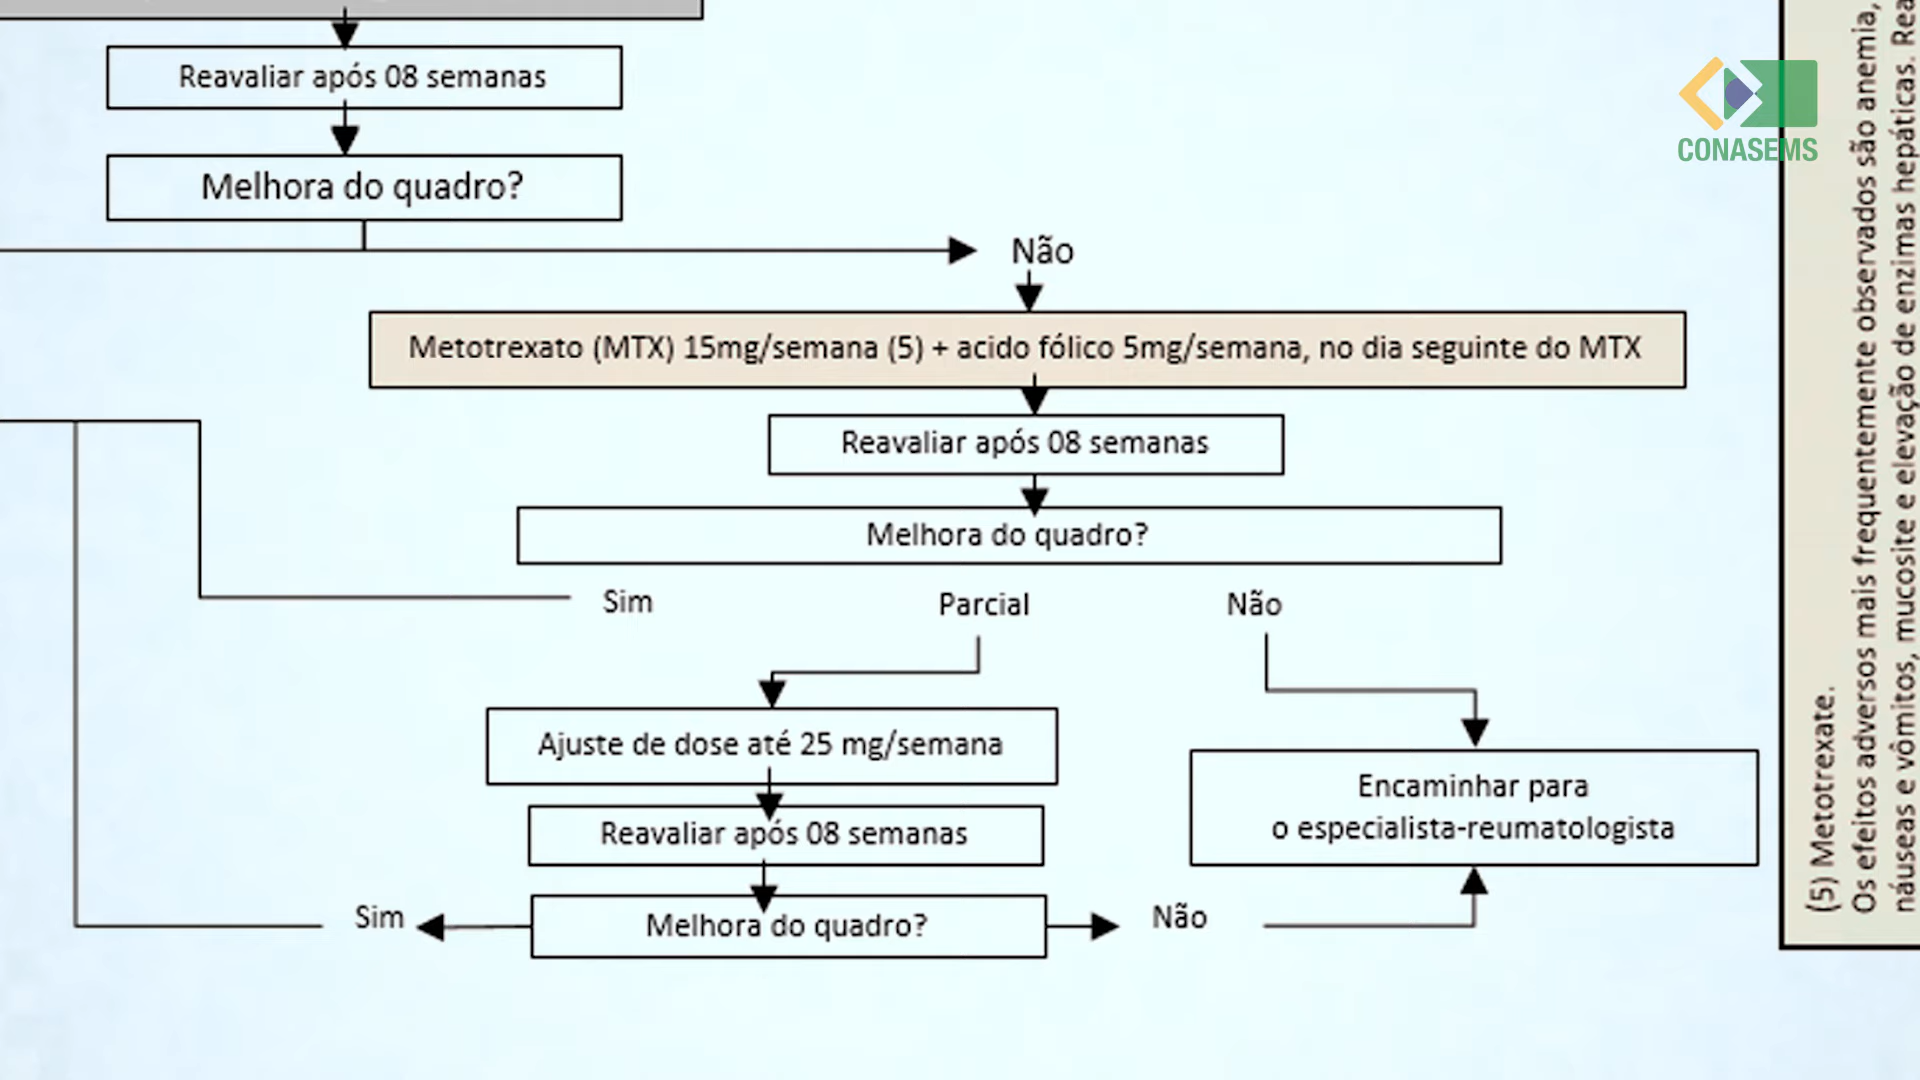 Reavaliar após 08 semanas
Melhora do quadro?
Não
Metotrexato (MTX) 15mg/semana (5) + acido fólico 5mg/semana, no dia seguinte do MTX
Reavaliar após 08 semanas
Melhora do quadro?
Sim
Parcial
Não
Ajuste de dose até 25 mg/semana
Encaminhar para
o especialista-reumatologista
Reavaliar após 08 semanas
Sim
Melhora do quadro?
Não
CONASEMS
(5) Metotrexate.
Os efeitos adversos mais frequentemente observados são anemia,
náuseas e vômitos, mucosite e elevação de enzimas hepáticas.